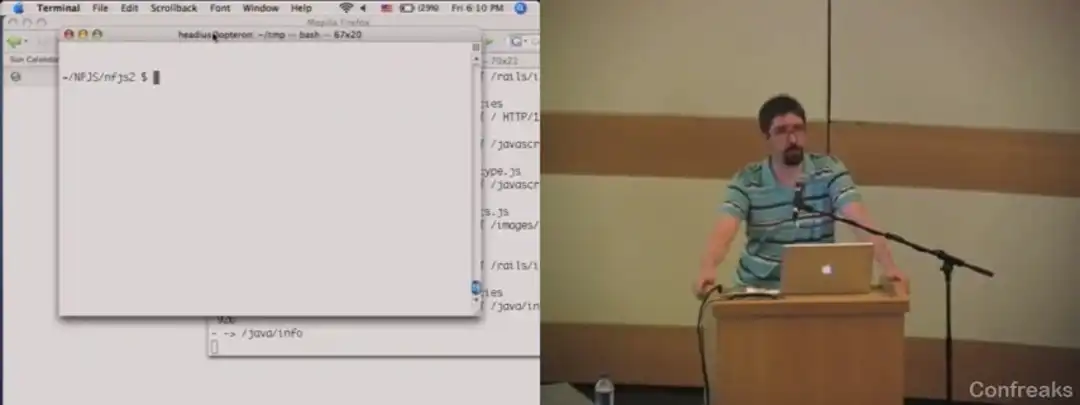 Terminal File Edit Scrollback Font Window Help (29%) Fri 6:10 PM
Mozilla Firefox
headius@opteron: ~/tmp — bash — 67x20
Sun Calendar
70x21
~/NFJS/nfjs2 $
[ /rails/i
ies
[ / HTTP/1
[ /javascr
ype.js
[ /javascr
s.js
[ /images/
[ /rails/i
ies
[ /java/in
926
- -> /java/info
Confreaks